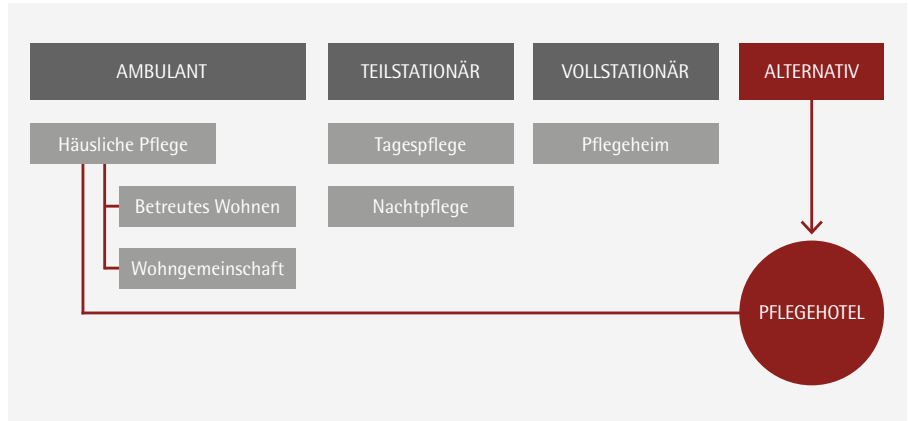 AMBULANT
TEILSTATIONÄR
VOLLSTATIONÄR
ALTERNATIV
Häusliche Pflege
Tagespflege
Pflegeheim
Betreutes Wohnen
Nachtpflege
Wohngemeinschaft
PFLEGEHOTEL